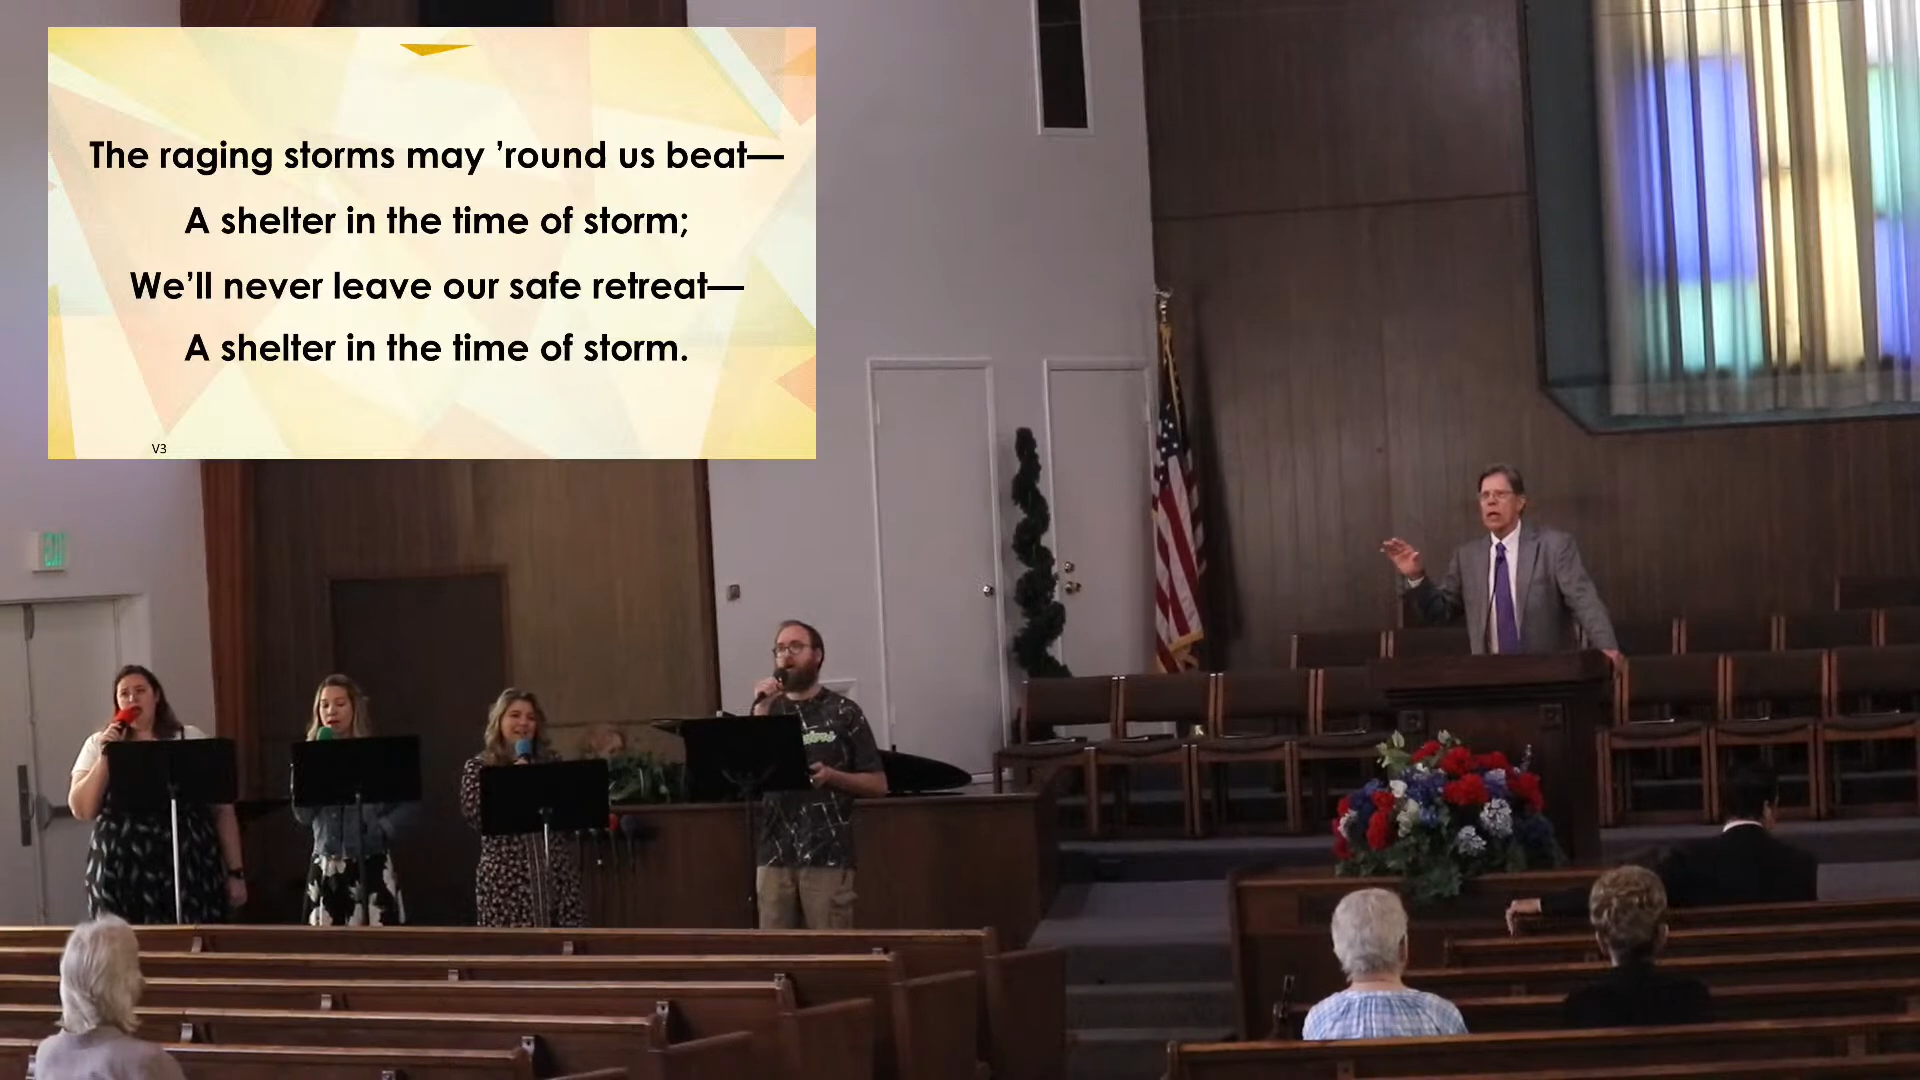 The raging storms may ’round us beat—
A shelter in the time of storm;
We’ll never leave our safe retreat—
A shelter in the time of storm.
V3
EXIT